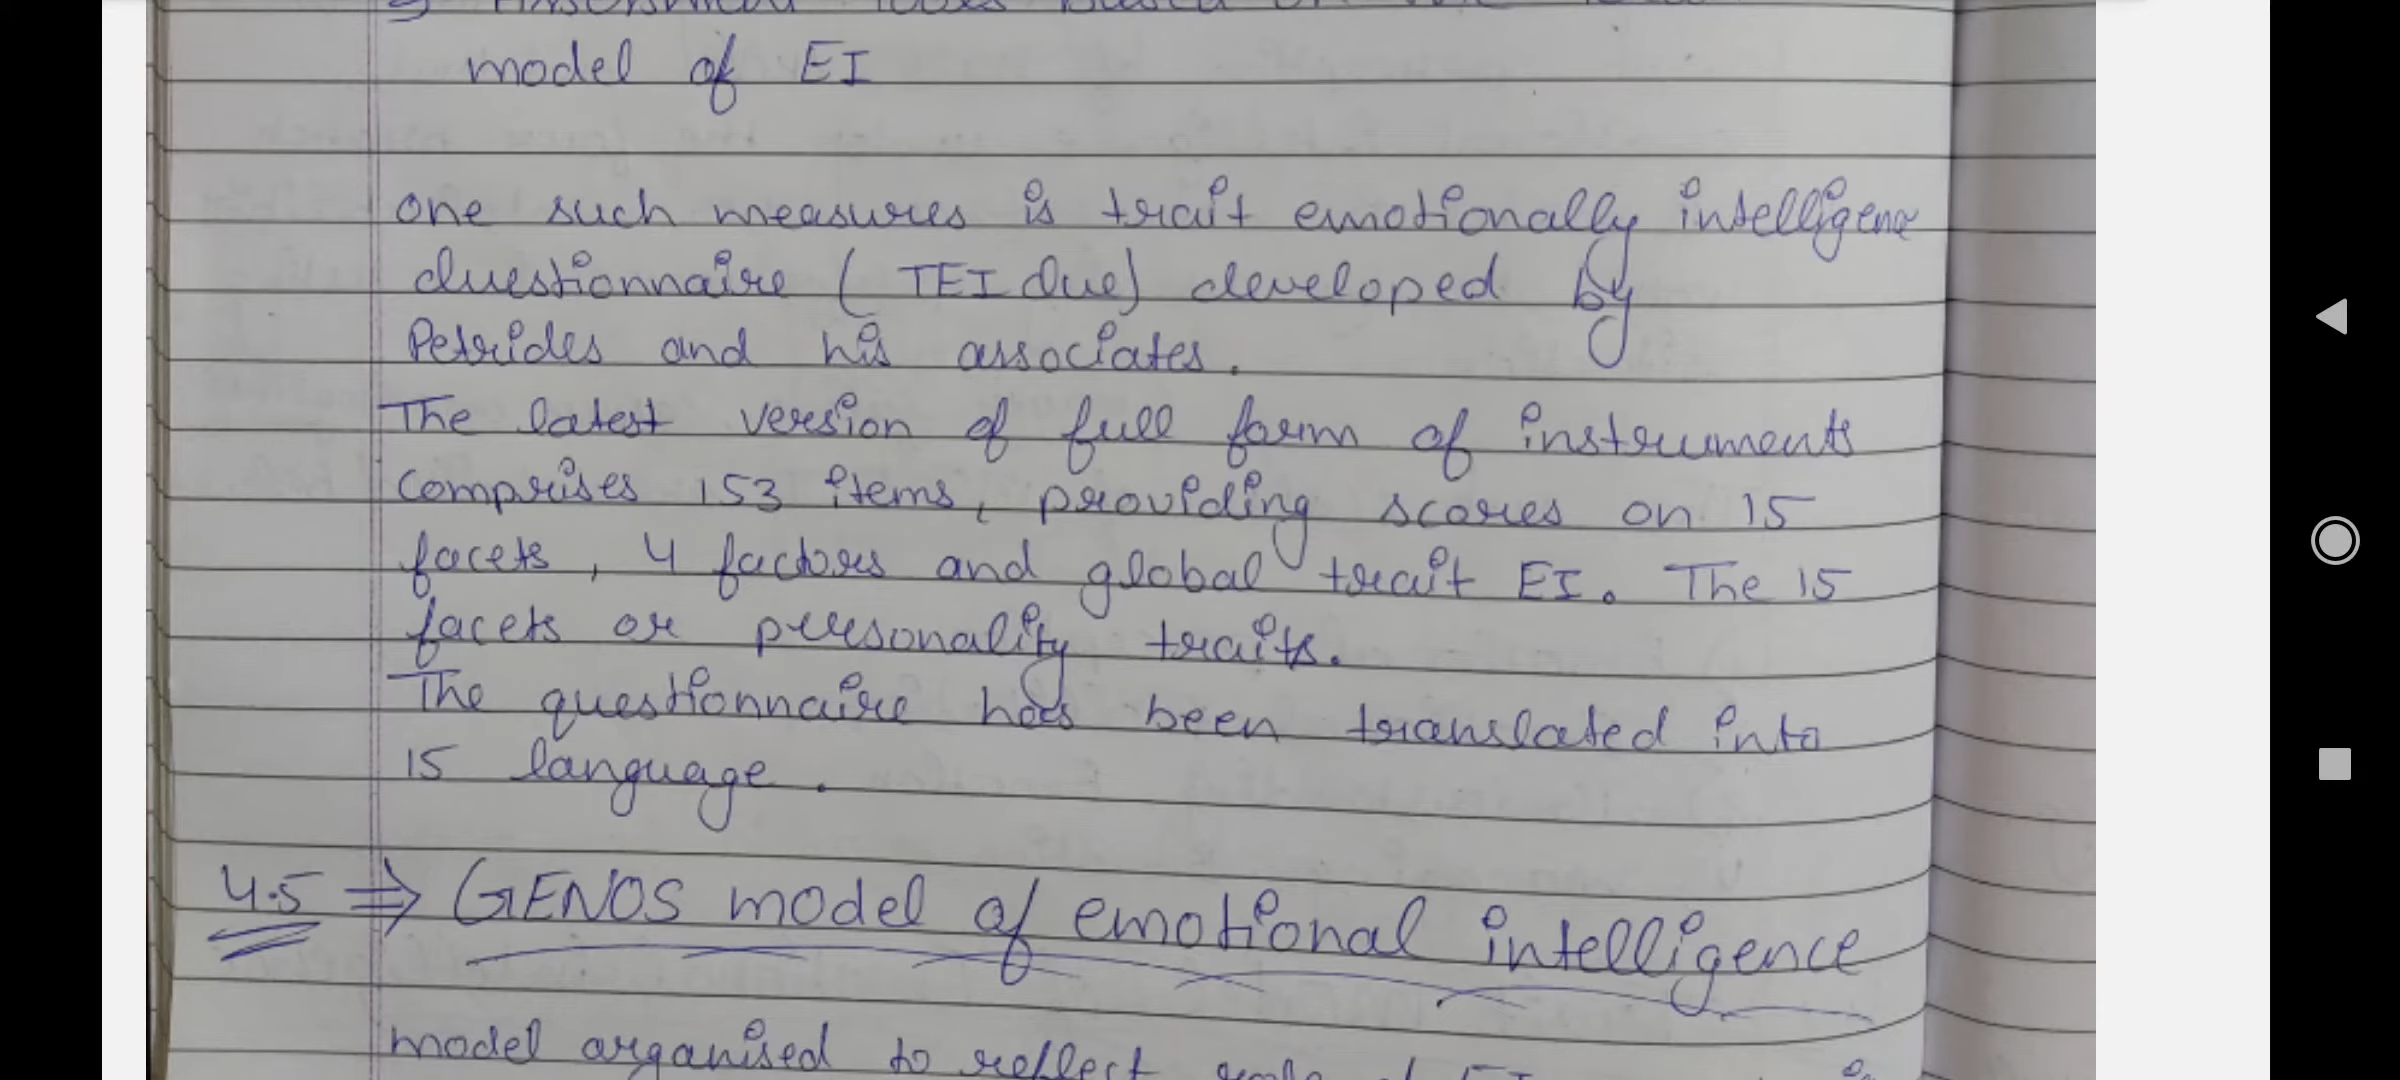 model of EI
one such measures is trait emotionally intelligence
Questionnaire ( TEI Que) developed by
Petrides and his associates.
The latest version of full form of instruments
comprises 153 items, providing scores on 15
facets, 4 factors and global trait EI. The 15
facets or personality traits.
The questionnaire has been translated into
15 language.
4.5 ⇒ GENOS model of emotional intelligence
model organised to reflect